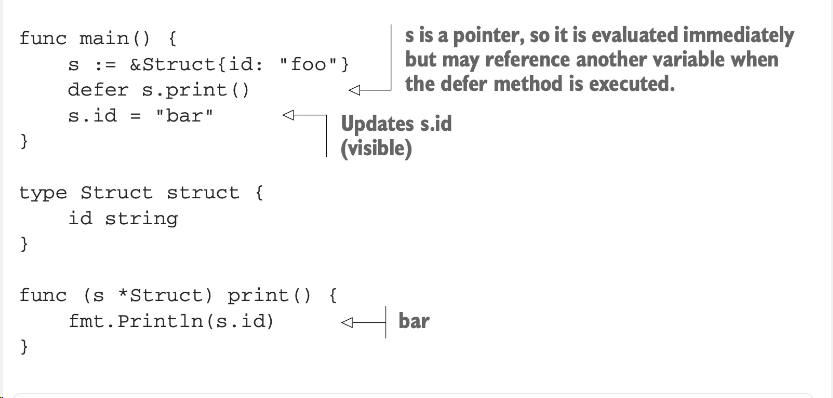 func main() {
    s := &Struct{id: "foo"}
    defer s.print()
    s.id = "bar"
}
s is a pointer, so it is evaluated immediately
but may reference another variable when
the defer method is executed.
Updates s.id
(visible)
type Struct struct {
    id string
}
func (s *Struct) print() {
    fmt.Println(s.id)
}
bar